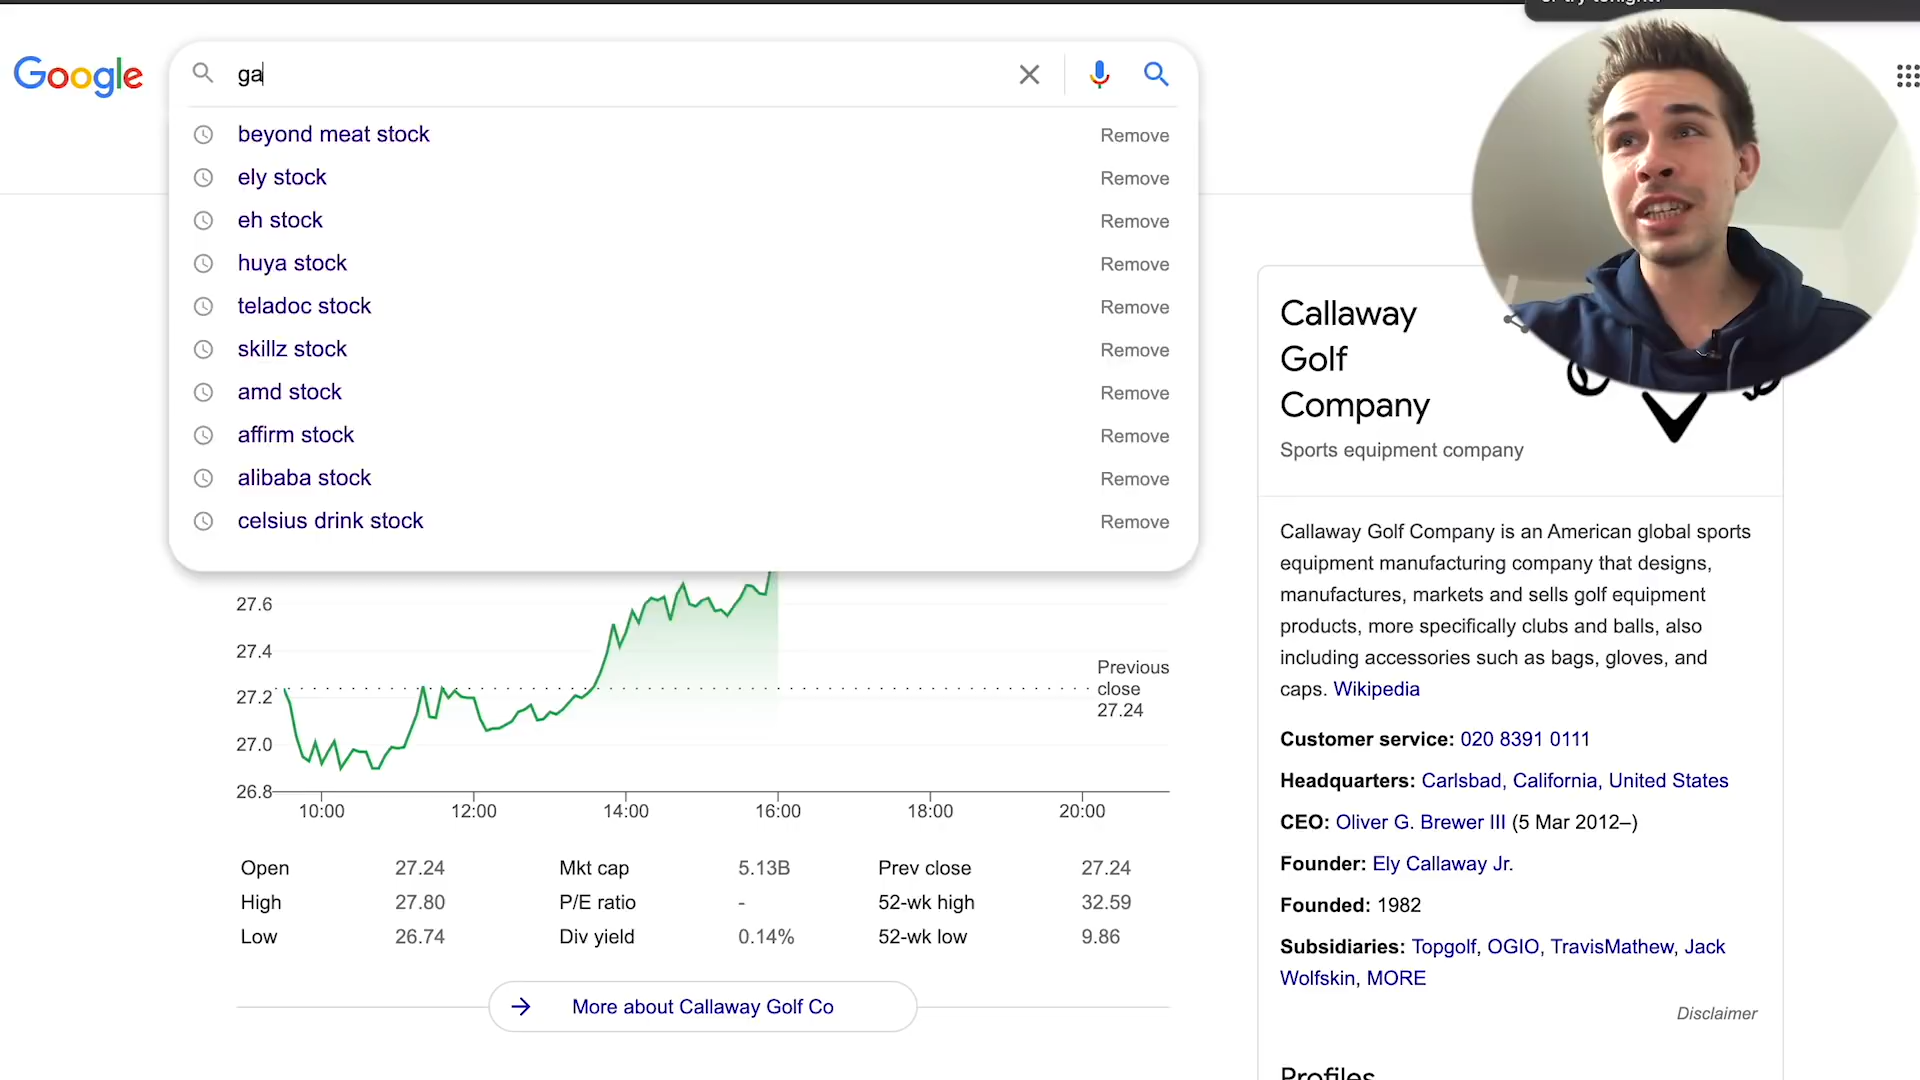 or try tonight?
Google
ga
beyond meat stock Remove
ely stock Remove
eh stock Remove
huya stock Remove
teladoc stock Remove
skillz stock Remove
amd stock Remove
affirm stock Remove
alibaba stock Remove
celsius drink stock Remove
27.6
27.4
27.2
27.0
26.8
Previous
close
27.24
10:00 12:00 14:00 16:00 18:00 20:00
Open 27.24 Mkt cap 5.13B Prev close 27.24
High 27.80 P/E ratio - 52-wk high 32.59
Low 26.74 Div yield 0.14% 52-wk low 9.86
More about Callaway Golf Co
Callaway
Golf
Company
Sports equipment company
Callaway Golf Company is an American global sports
equipment manufacturing company that designs,
manufactures, markets and sells golf equipment
products, more specifically clubs and balls, also
including accessories such as bags, gloves, and
caps. Wikipedia
Customer service: 020 8391 0111
Headquarters: Carlsbad, California, United States
CEO: Oliver G. Brewer III (5 Mar 2012–)
Founder: Ely Callaway Jr.
Founded: 1982
Subsidiaries: Topgolf, OGIO, TravisMathew, Jack
Wolfskin, MORE
Disclaimer
Profiles